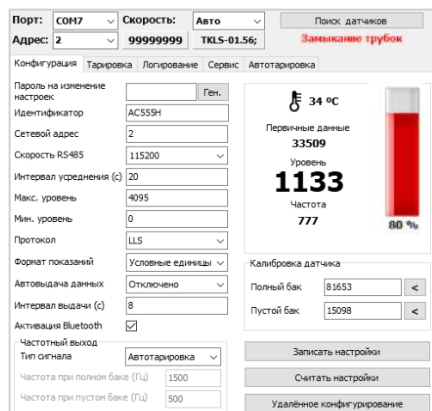 Порт: COM7 Скорость: Авто Поиск датчиков
Адрес: 2 99999999 TKLS-01.56; Замыкание трубок
Конфигурация Тарировка Логирование Сервис Автотарировка
Пароль на изменение настроек Ген.
Идентификатор AC555H
Сетевой адрес 2
Скорость RS485 115200
Интервал усреднения (с) 20
Макс. уровень 4095
Мин. уровень 0
Протокол LLS
Формат показаний Условные единицы
Автовыдача данных Отключено
Интервал выдачи (с) 8
Активация Bluetooth
Частотный выход
Тип сигнала Автотарировка
Частота при полном баке (Гц) 1500
Частота при пустом баке (Гц) 500
34 ºC
Первичные данные
33509
Уровень
1133
Частота
777
80 %
Калибровка датчика
Полный бак 81653 <
Пустой бак 15098 <
Записать настройки
Считать настройки
Удалённое конфигурирование